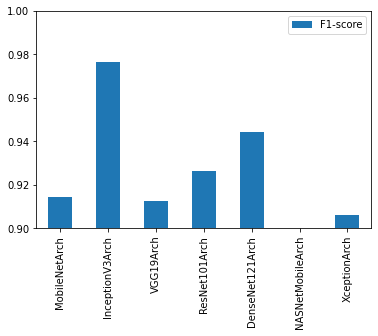 1.00
0.98
0.96
0.94
0.92
0.90
F1-score
MobileNetArch
InceptionV3Arch
VGG19Arch
ResNet101Arch
DenseNet121Arch
NASNetMobileArch
XceptionArch